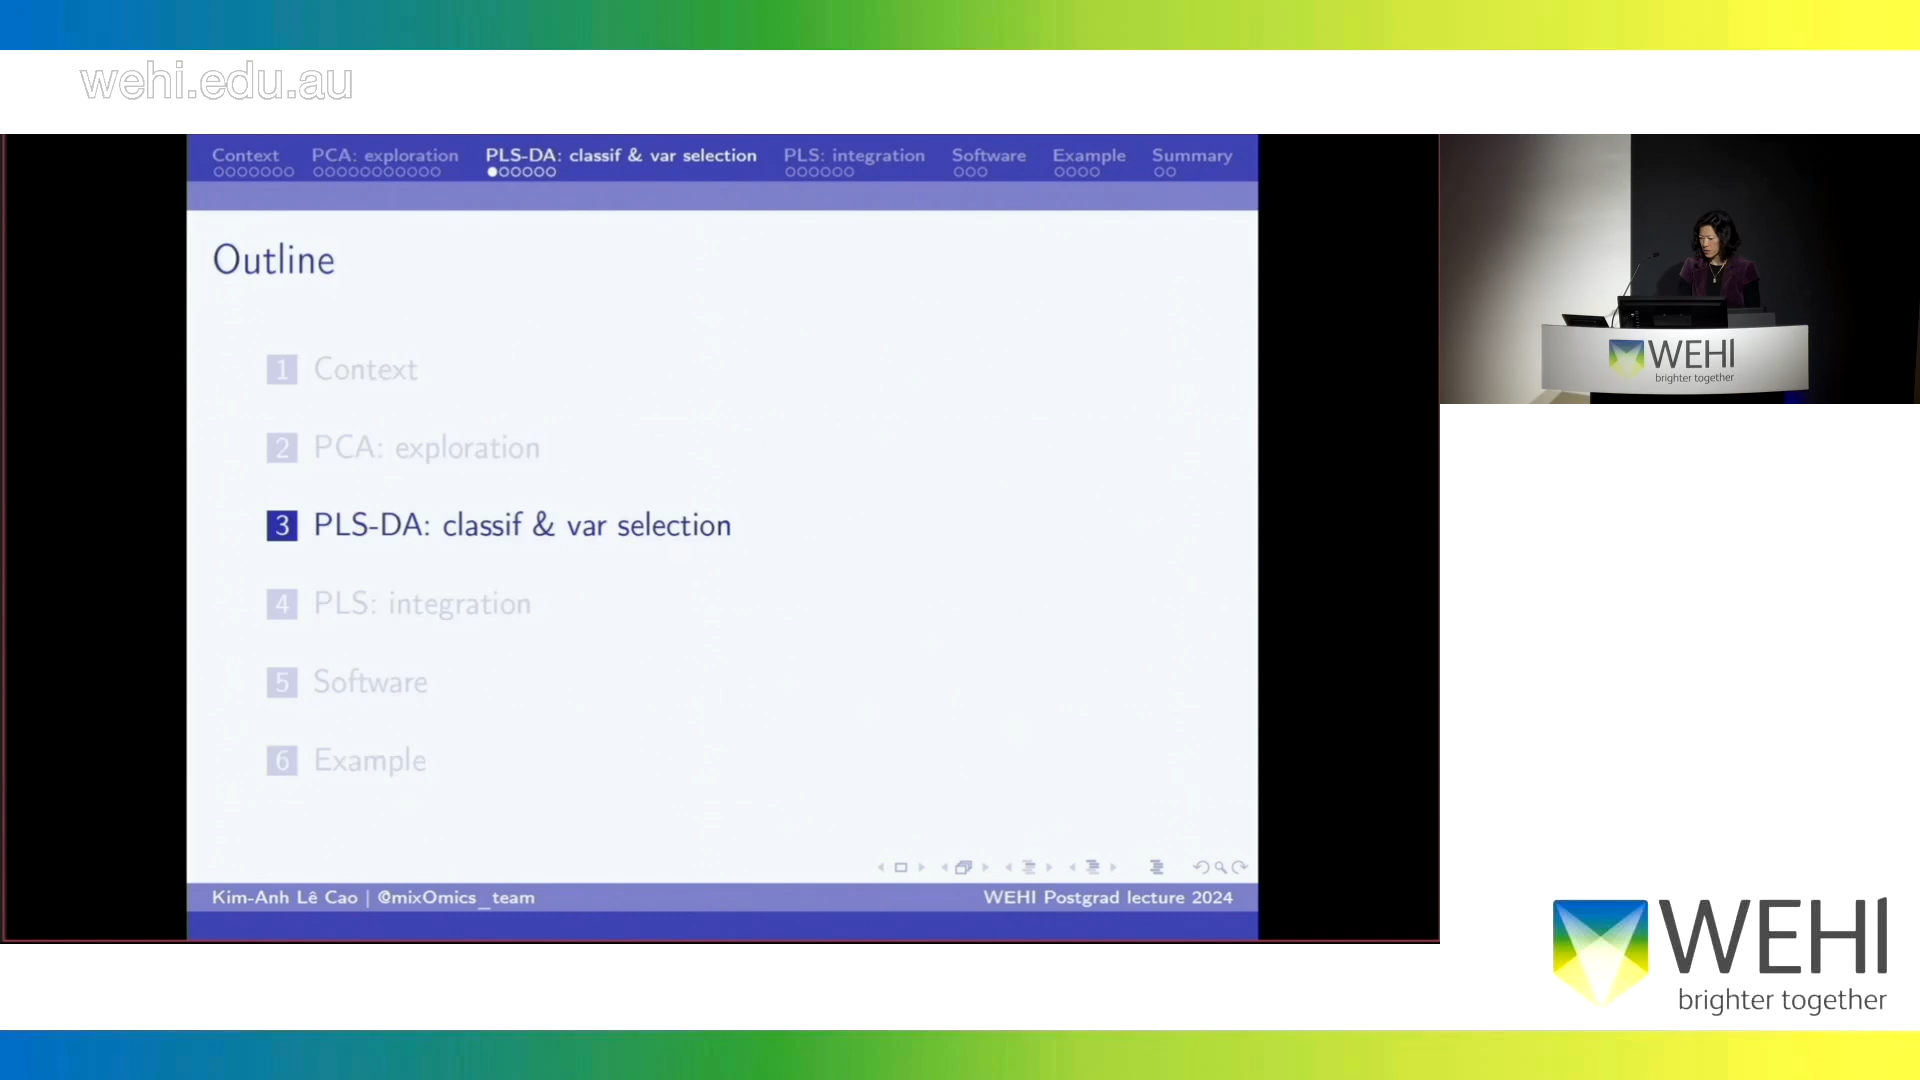 wehi.edu.au
Context PCA: exploration PLS-DA: classif & var selection PLS: integration Software Example Summary
Outline
1 Context
2 PCA: exploration
3 PLS-DA: classif & var selection
4 PLS: integration
5 Software
6 Example
Kim-Anh Lê Cao | @mixOmics_team WEHI Postgrad lecture 2024
WEHI
brighter together
WEHI
brighter together